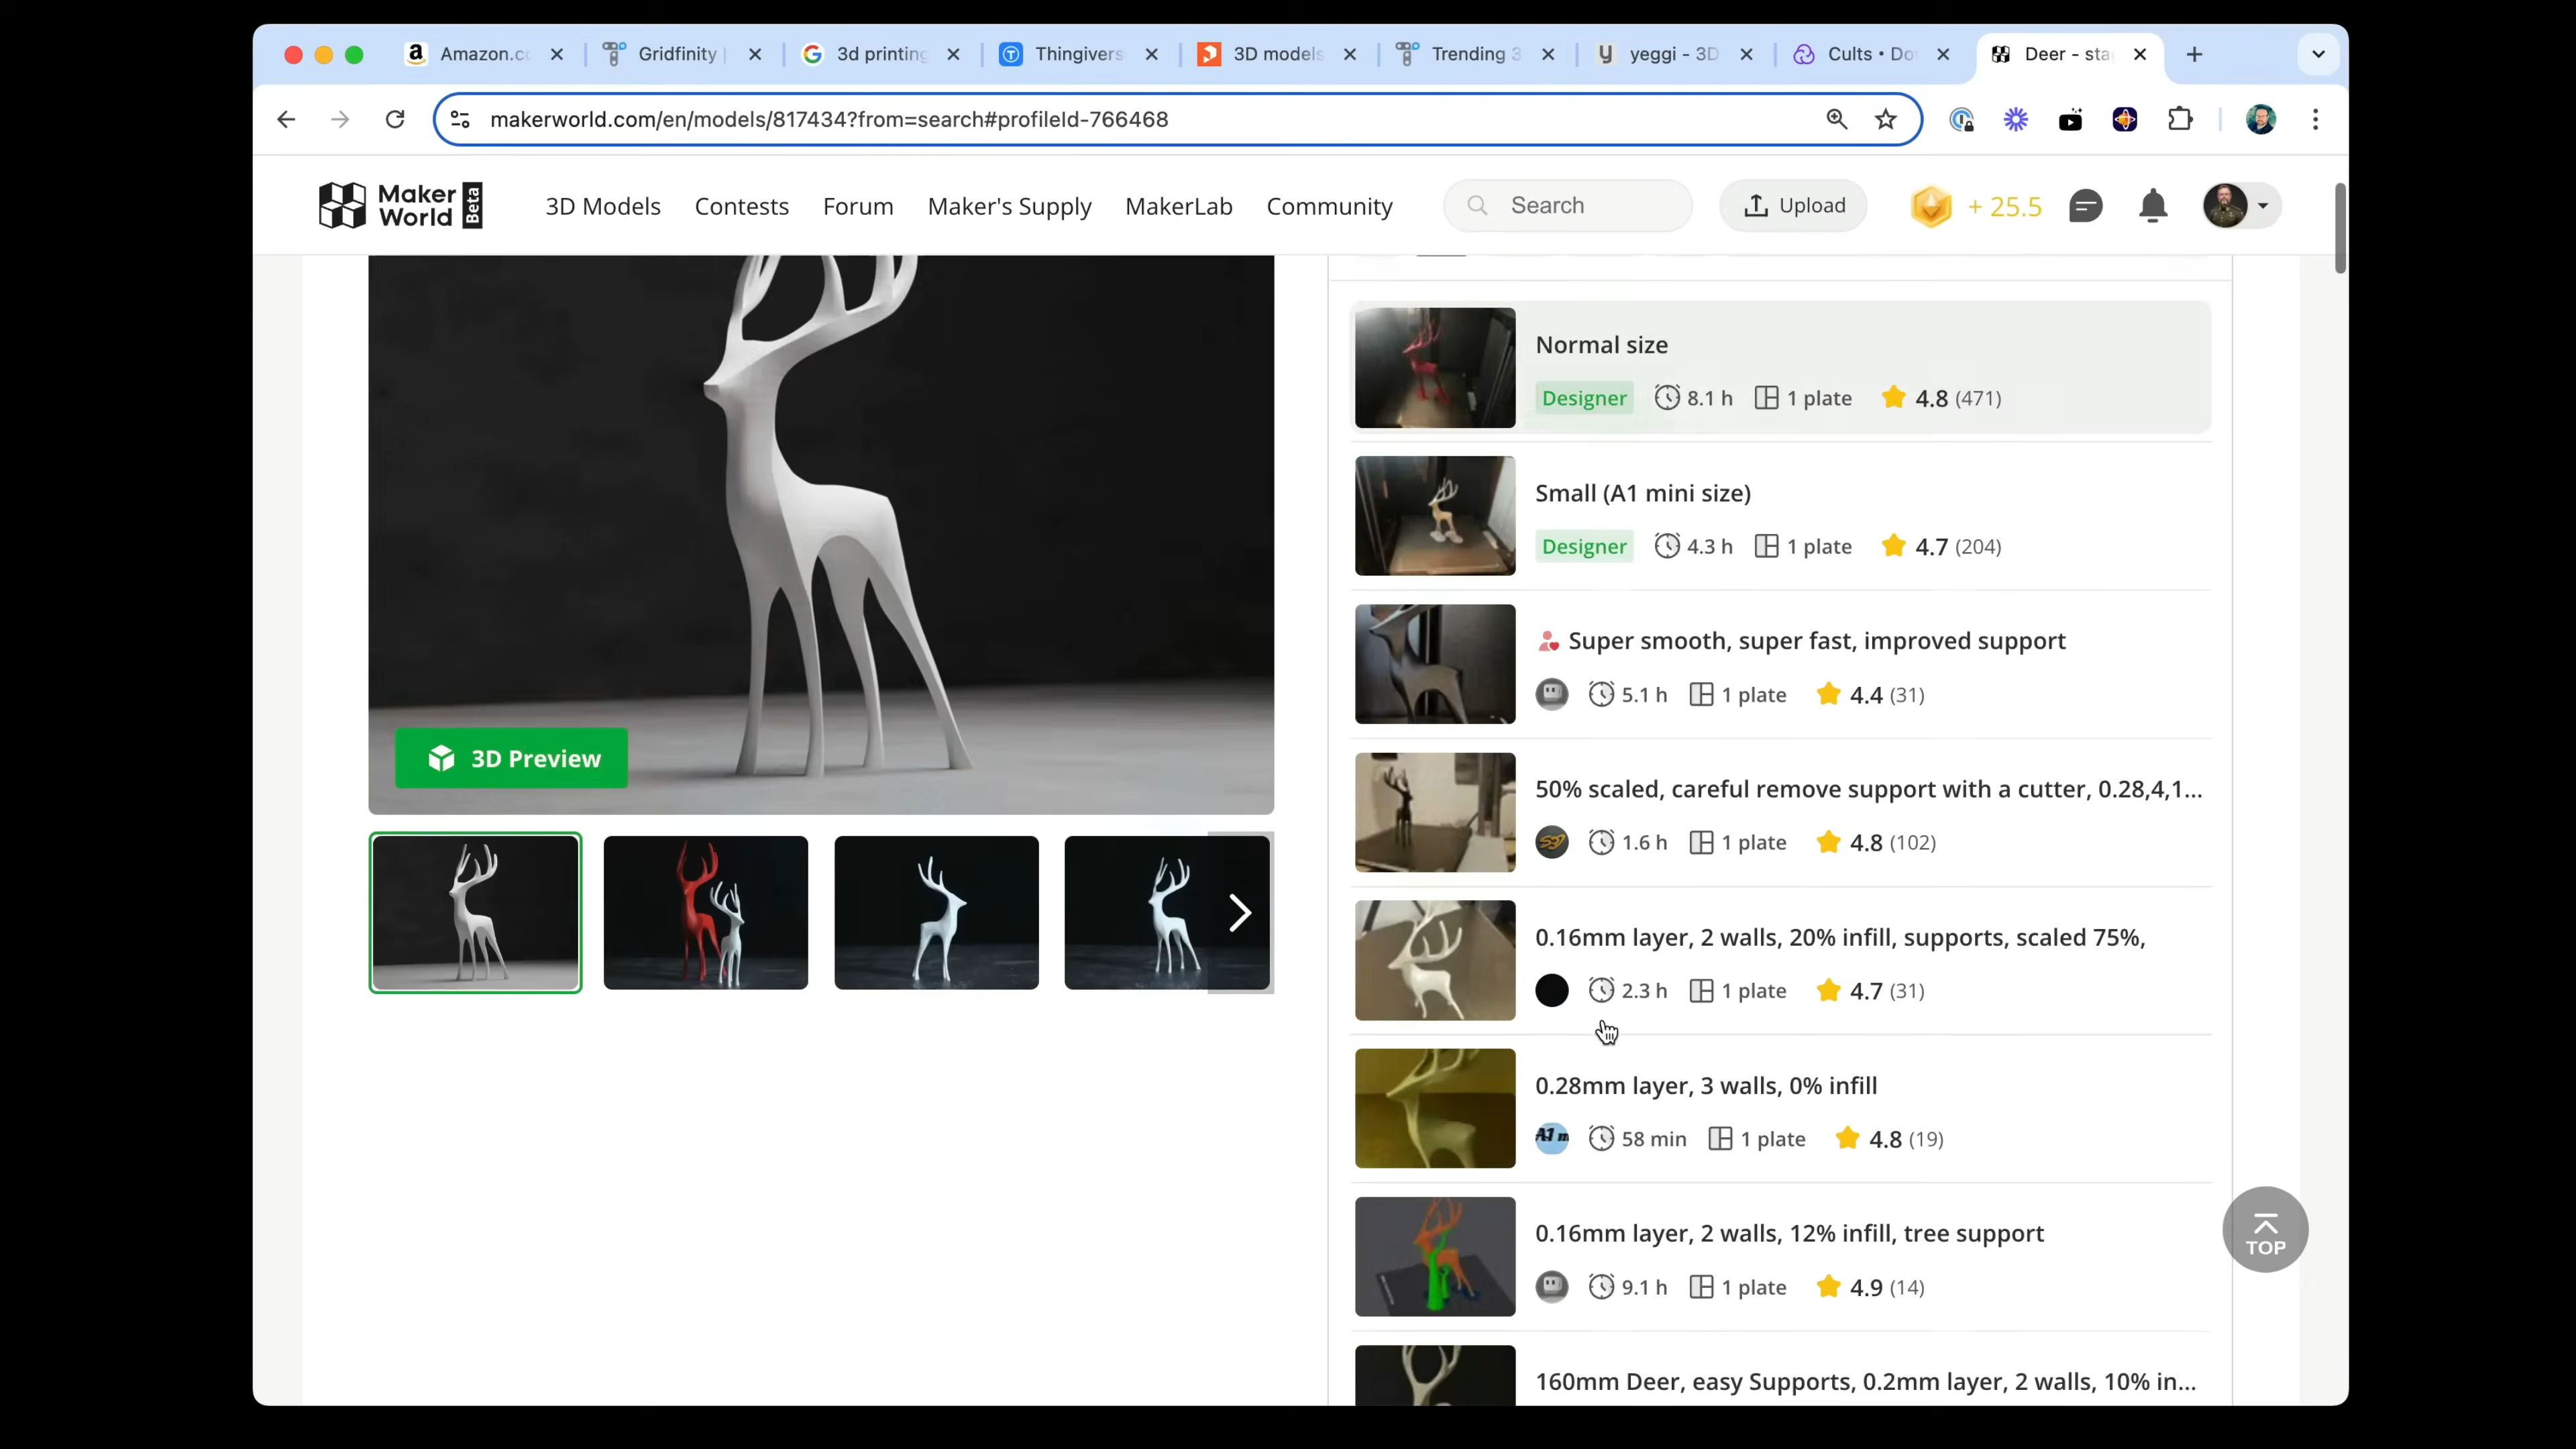 Amazon.co
Gridfinity |
3d printing
Thingivers
3D models
Trending 3
yeggi - 3D
Cults • Do
Deer - sta
makerworld.com/en/models/817434?from=search#profileId-766468
Maker World Beta
3D Models
Contests
Forum
Maker's Supply
MakerLab
Community
Search
Upload
+ 25.5
3D Preview
Normal size
Designer 8.1 h 1 plate 4.8 (471)
Small (A1 mini size)
Designer 4.3 h 1 plate 4.7 (204)
Super smooth, super fast, improved support
5.1 h 1 plate 4.4 (31)
50% scaled, careful remove support with a cutter, 0.28,4,1...
1.6 h 1 plate 4.8 (102)
0.16mm layer, 2 walls, 20% infill, supports, scaled 75%,
2.3 h 1 plate 4.7 (31)
0.28mm layer, 3 walls, 0% infill
A1 m 58 min 1 plate 4.8 (19)
0.16mm layer, 2 walls, 12% infill, tree support
9.1 h 1 plate 4.9 (14)
160mm Deer, easy Supports, 0.2mm layer, 2 walls, 10% in...
TOP